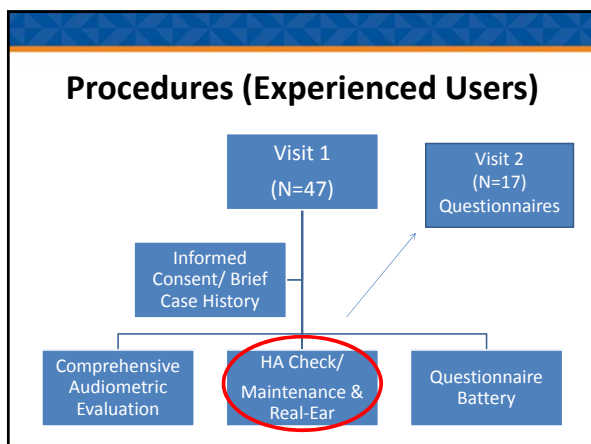 Procedures (Experienced Users)
Visit 1
(N=47)
Visit 2
(N=17)
Questionnaires
Informed
Consent/ Brief
Case History
Comprehensive
Audiometric
Evaluation
HA Check/
Maintenance &
Real-Ear
Questionnaire
Battery